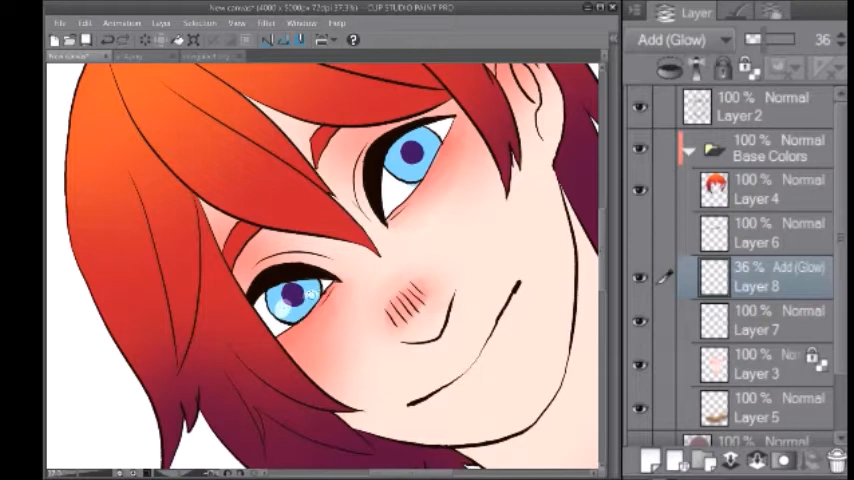 New canvas* (4000 x 5000px 72dpi 37.3%) - CLIP STUDIO PAINT PRO
File Edit Animation Layer Selection View Filter Window Help
Layer
Add (Glow) 36
100 % Normal
Layer 2
100 % Normal
Base Colors
100 % Normal
Layer 4
100 % Normal
Layer 6
36 % Add (Glow)
Layer 8
100 % Normal
Layer 7
100 % No
Layer 3
100 % Normal
Layer 5
100 % Normal